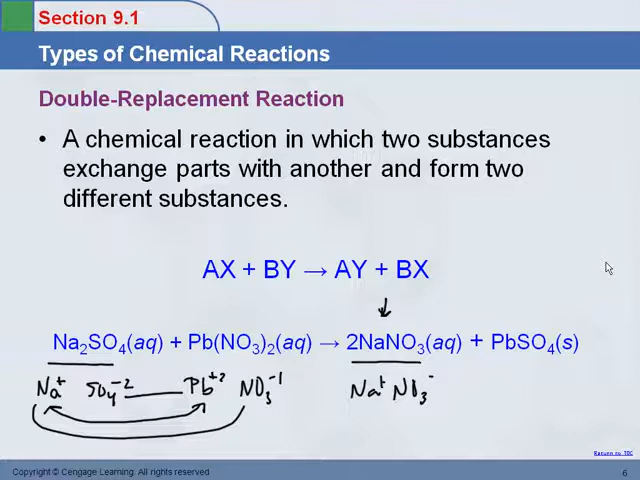 Section 9.1
Types of Chemical Reactions
Double-Replacement Reaction
• A chemical reaction in which two substances
exchange parts with another and form two
different substances.
AX + BY → AY + BX
Na₂SO₄(aq) + Pb(NO₃)₂(aq) → 2NaNO₃(aq) + PbSO₄(s)
Na⁺ SO₄⁻² Pb⁺² NO₃⁻¹ Na⁺ NO₃⁻
Return to TOC
Copyright © Cengage Learning. All rights reserved 6